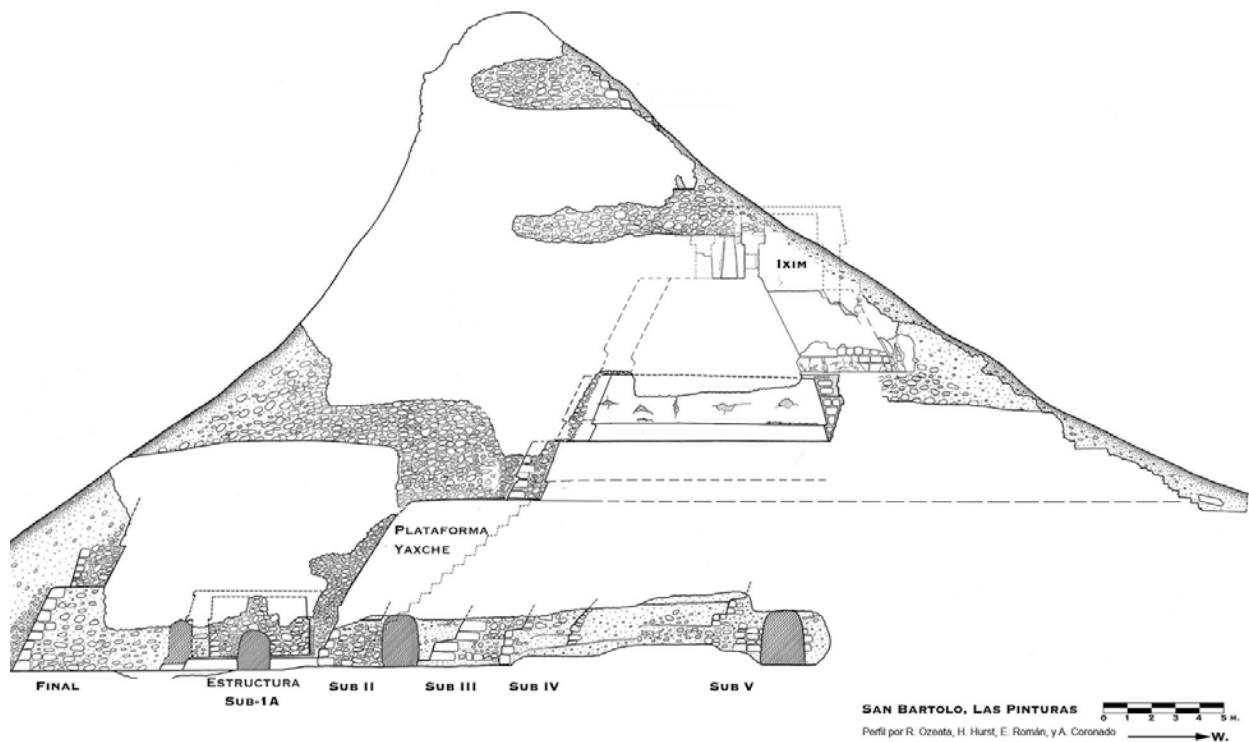 IXIM
PLATAFORMA
YAXCHE
FINAL
ESTRUCTURA
SUB-1A
SUB II
SUB III
SUB IV
SUB V
SAN BARTOLO, LAS PINTURAS
0 1 2 3 4 5 M.
Perfil por R. Ozeata, H. Hurst, E. Román, y A. Coronado
W.